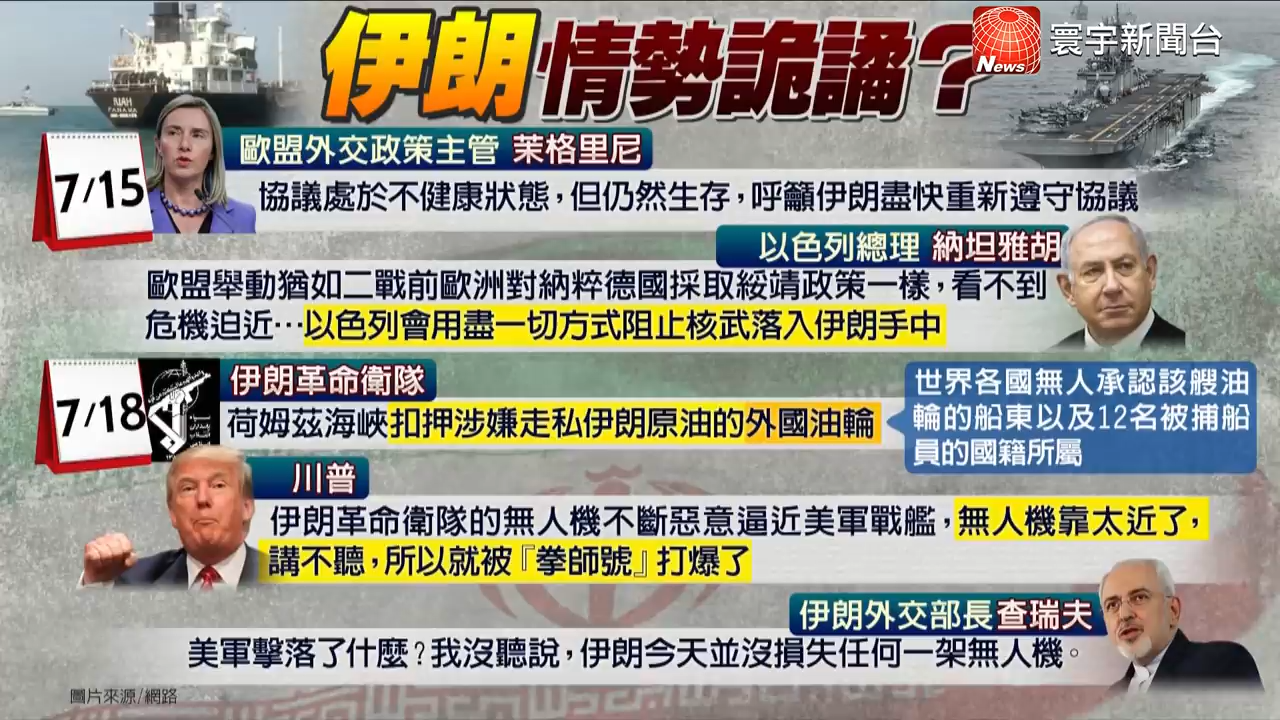 伊朗情勢詭譎?
News
寰宇新聞台
RIAH
PANAMA
7/15
歐盟外交政策主管 茉格里尼
協議處於不健康狀態,但仍然生存,呼籲伊朗盡快重新遵守協議
以色列總理 納坦雅胡
歐盟舉動猶如二戰前歐洲對納粹德國採取綏靖政策一樣,看不到
危機迫近…以色列會用盡一切方式阻止核武落入伊朗手中
7/18
伊朗革命衛隊
荷姆茲海峽扣押涉嫌走私伊朗原油的外國油輪
世界各國無人承認該艘油
輪的船東以及12名被捕船
員的國籍所屬
川普
伊朗革命衛隊的無人機不斷惡意逼近美軍戰艦,無人機靠太近了,
講不聽,所以就被『拳師號』打爆了
伊朗外交部長查瑞夫
美軍擊落了什麼?我沒聽說,伊朗今天並沒損失任何一架無人機。
圖片來源/網路